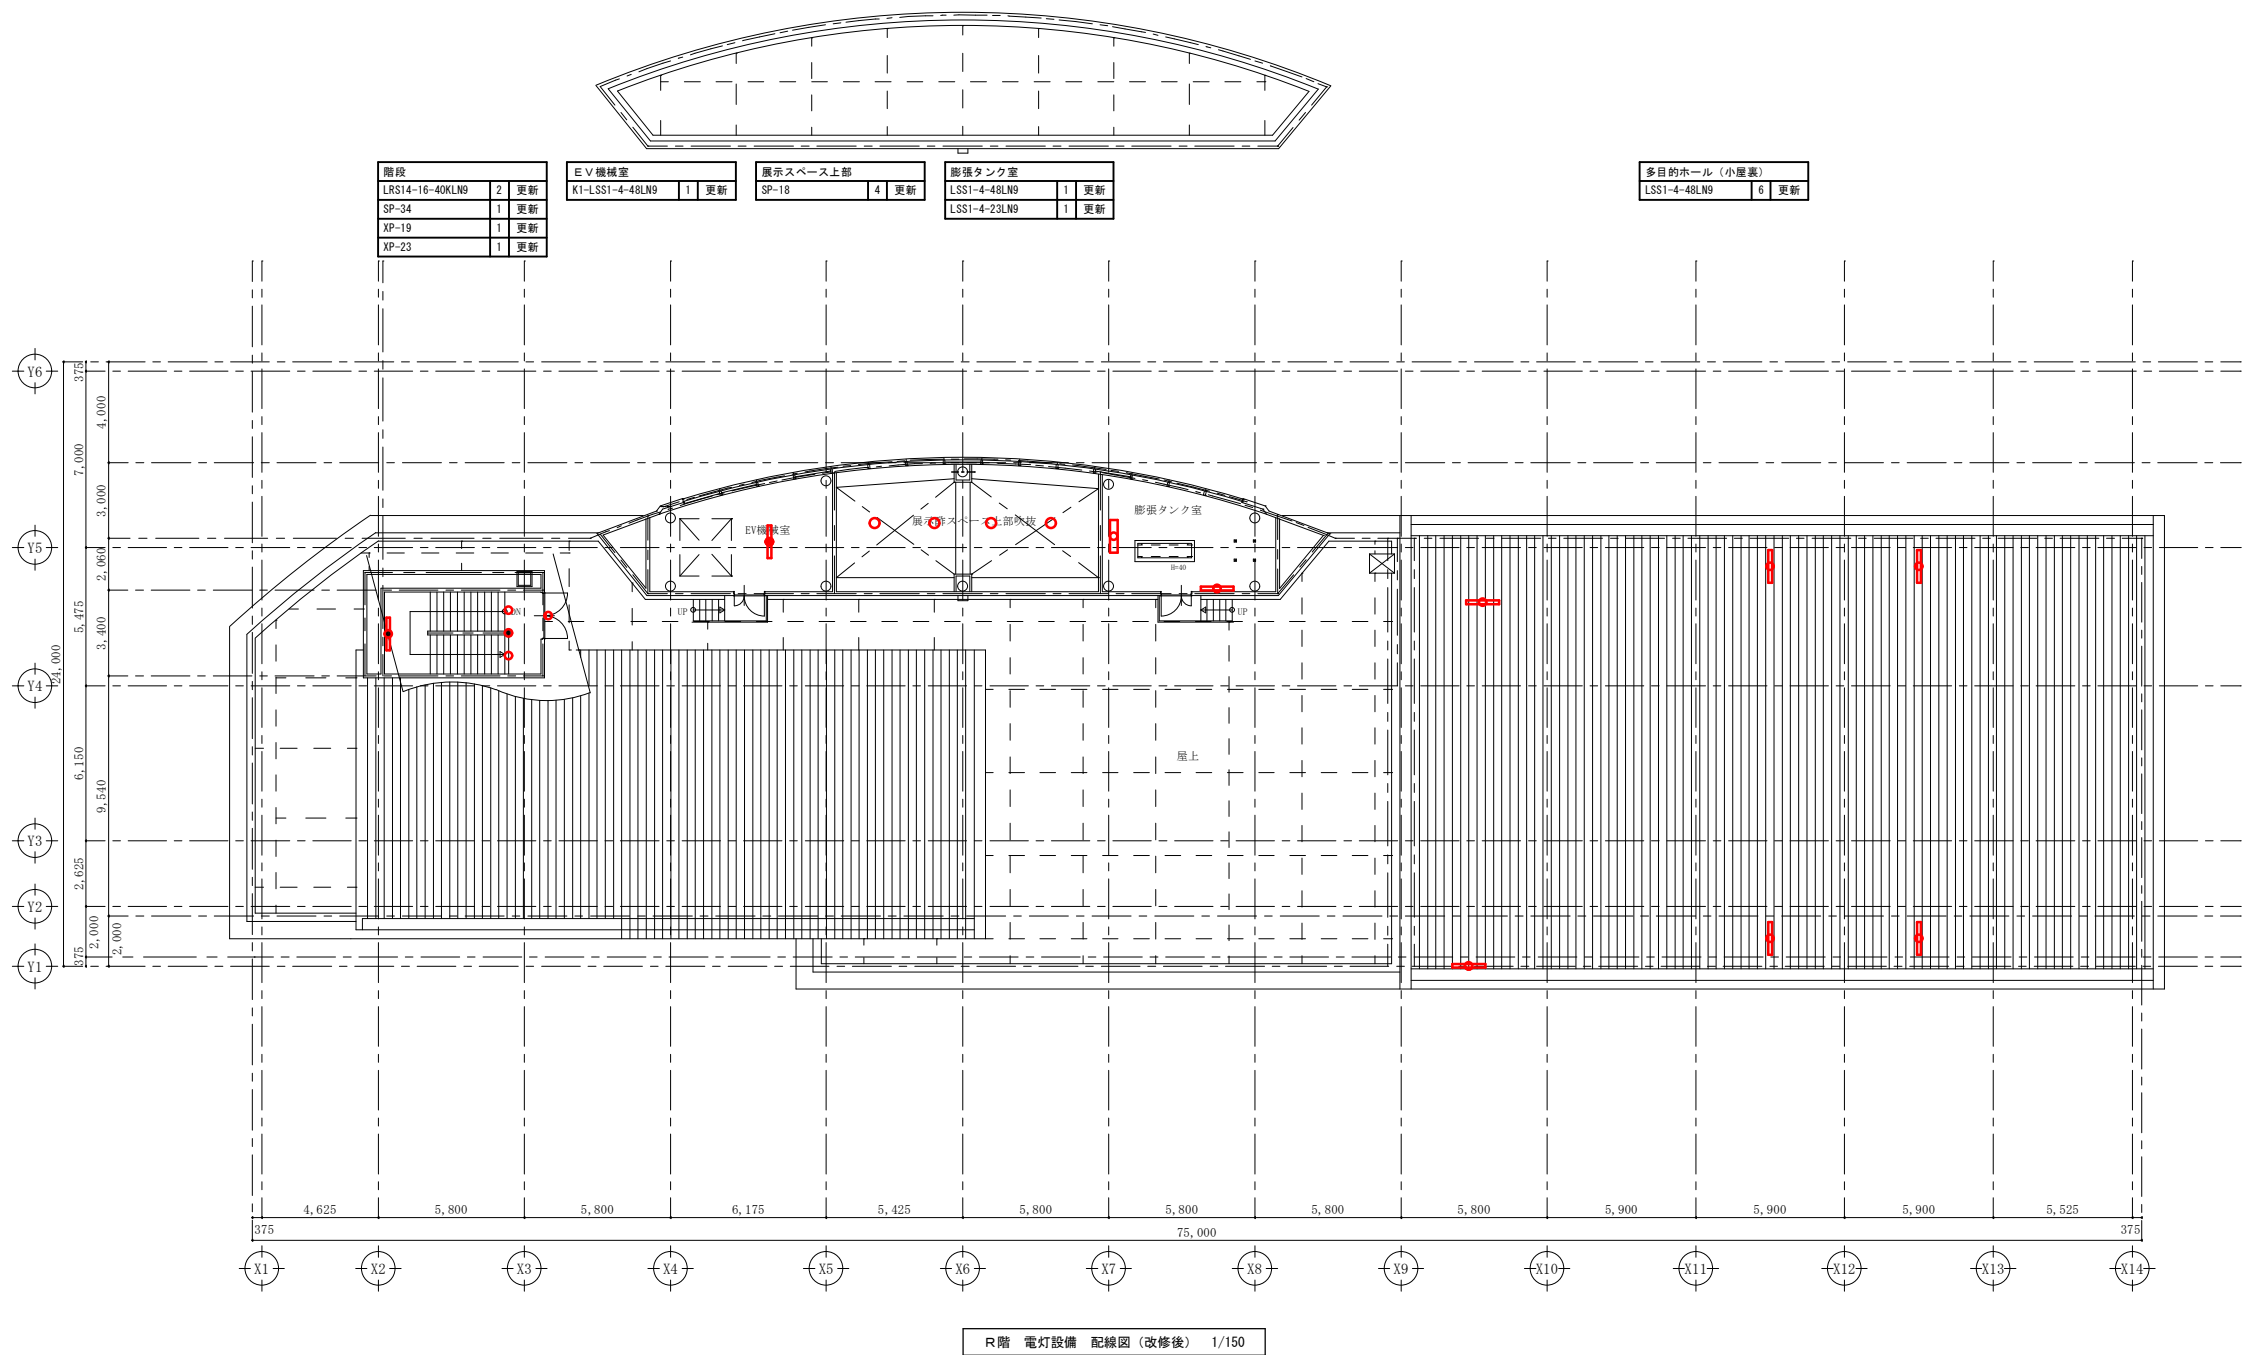 階段
LRS14-16-40KLN9 2 更新
SP-34 1 更新
XP-19 1 更新
XP-23 1 更新
ＥＶ機械室
K1-LSS1-4-48LN9 1 更新
展示スペース上部
SP-18 4 更新
膨張タンク室
LSS1-4-48LN9 1 更新
LSS1-4-23LN9 1 更新
多目的ホール（小屋裏）
LSS1-4-48LN9 6 更新
Y6
Y5
Y4
Y3
Y2
Y1
375
7,000
5,475
6,150
2,625
2,000
375
24,000
4,000
3,000
2,060
3,400
9,540
2,000
EV機械室
上部吹抜
膨張タンク室
H=40
DN
UP
UP
屋上
4,625 5,800 5,800 6,175 5,425 5,800 5,800 5,800 5,800 5,900 5,900 5,900 5,525
375 75,000 375
X1 X2 X3 X4 X5 X6 X7 X8 X9 X10 X11 X12 X13 X14
Ｒ階 電灯設備 配線図（改修後） 1/150